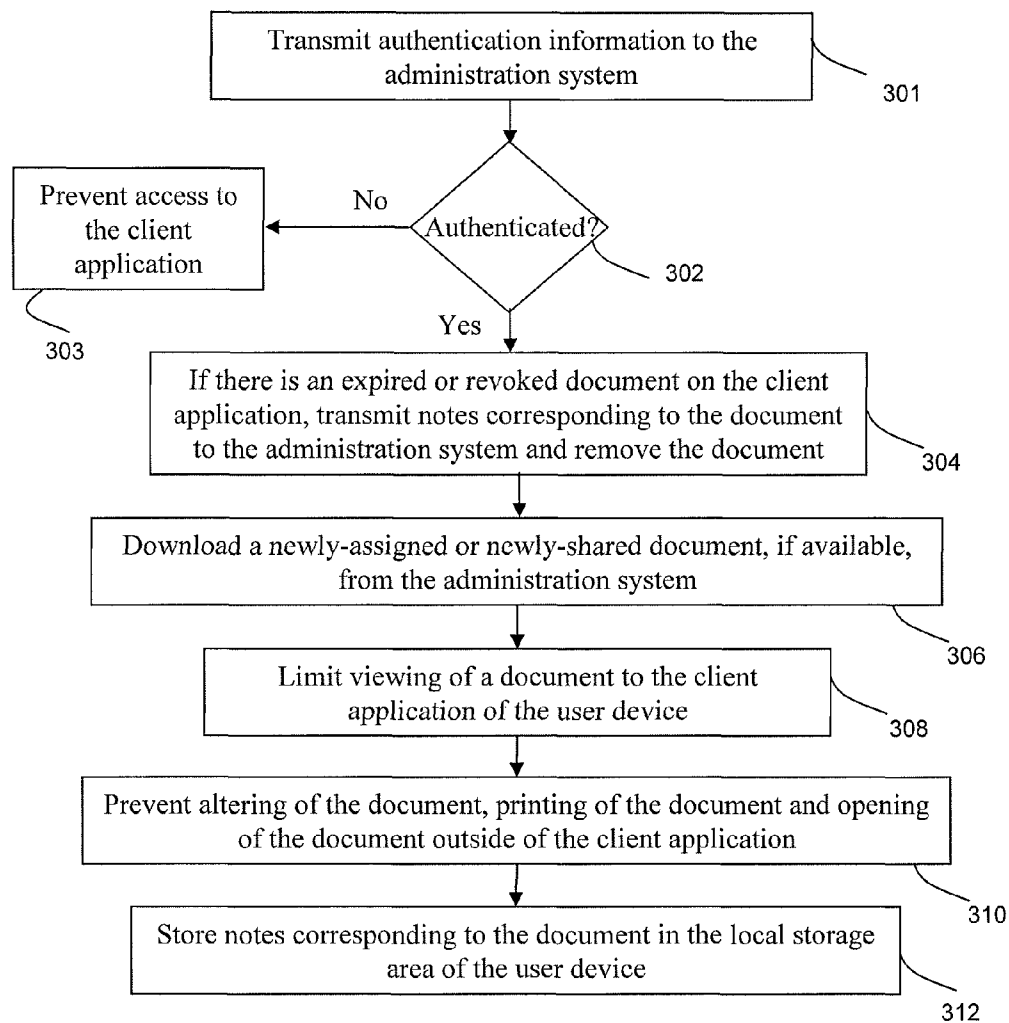 Transmit authentication information to the
administration system
301
No
Prevent access to
the client
application
303
Authenticated?
302
Yes
If there is an expired or revoked document on the client
application, transmit notes corresponding to the document
to the administration system and remove the document
304
Download a newly-assigned or newly-shared document, if available,
from the administration system
306
Limit viewing of a document to the client
application of the user device
308
Prevent altering of the document, printing of the document and opening
of the document outside of the client application
310
Store notes corresponding to the document in the local storage
area of the user device
312